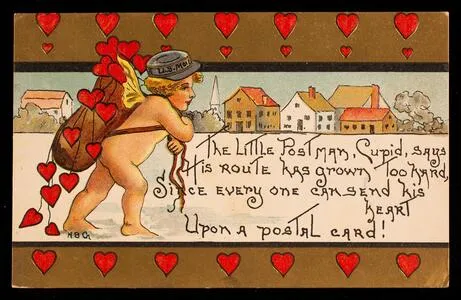 U.S. Mail
The Little Postman, Cupid, says
His route has grown too hard,
Since every one can send his
heart
Upon a postal card!
H.B.G.